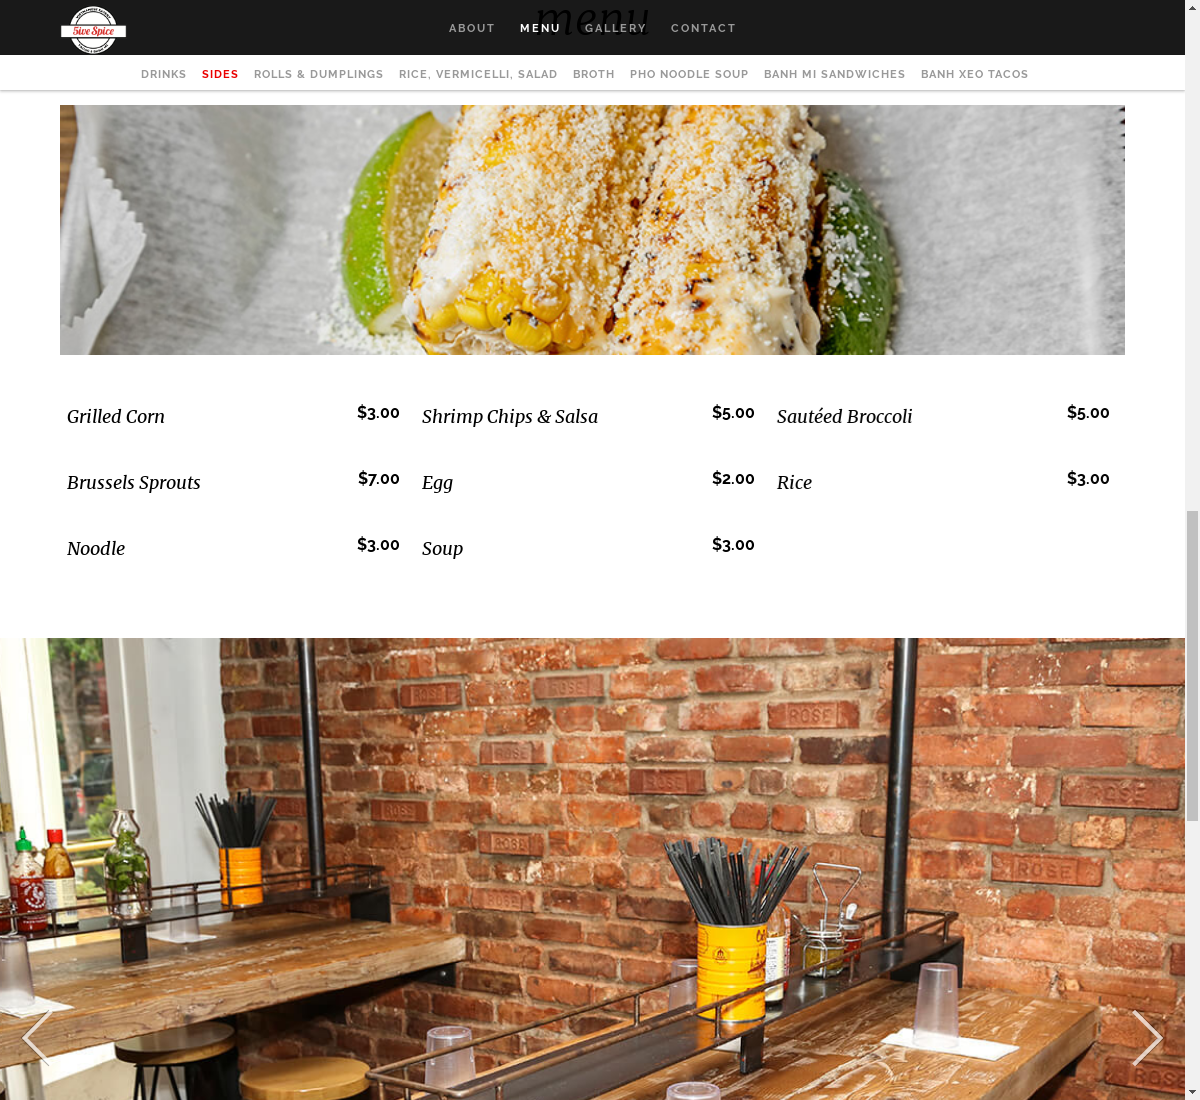 menu
5ive Spice
ABOUT MENU GALLERY CONTACT
DRINKS SIDES ROLLS & DUMPLINGS RICE, VERMICELLI, SALAD BROTH PHO NOODLE SOUP BANH MI SANDWICHES BANH XEO TACOS
Grilled Corn $3.00 Shrimp Chips & Salsa $5.00 Sautéed Broccoli $5.00
Brussels Sprouts $7.00 Egg $2.00 Rice $3.00
Noodle $3.00 Soup $3.00
ROSE
ROSE
ROSE
ROSE
ROSE
ROSE
ROSE
ROSE
ROSE